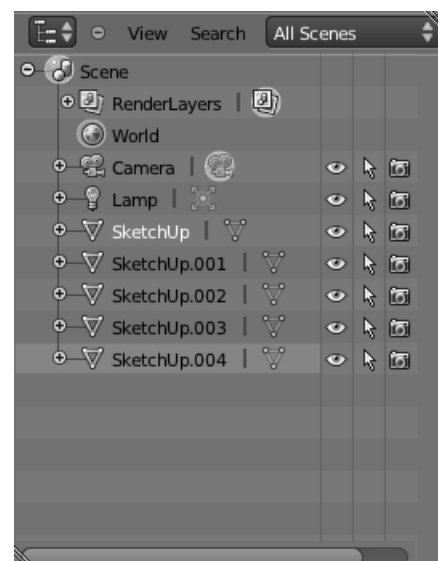 View Search All Scenes
Scene
RenderLayers
World
Camera
Lamp
SketchUp
SketchUp.001
SketchUp.002
SketchUp.003
SketchUp.004